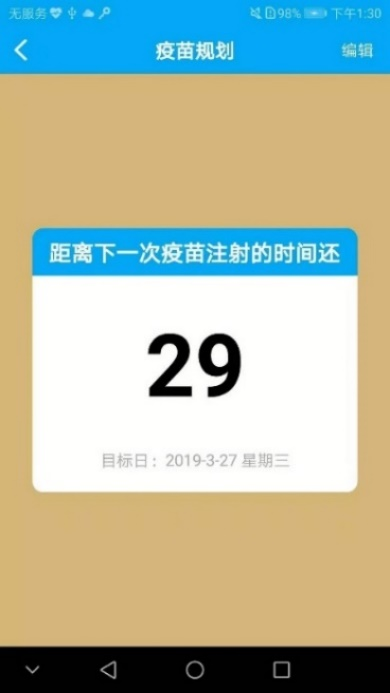 无服务 98% 下午1:30
疫苗规划 编辑
距离下一次疫苗注射的时间还
29
目标日：2019-3-27 星期三